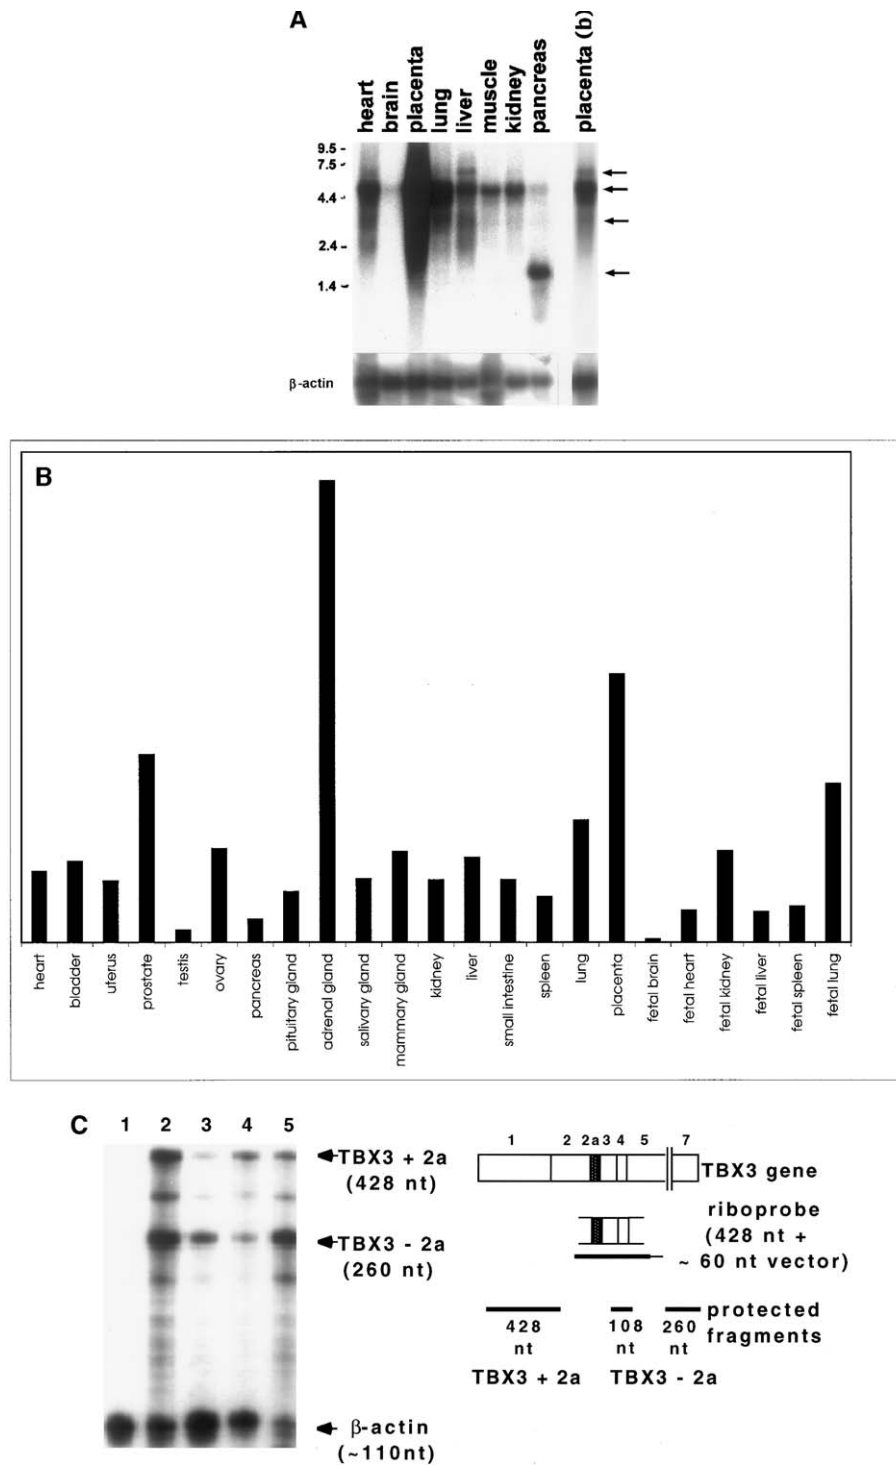 A
heart
brain
placenta
lung
liver
muscle
kidney
pancreas
placenta (b)
9.5 -
7.5 -
4.4 -
2.4 -
1.4 -
β-actin
B
heart
bladder
uterus
prostate
testis
ovary
pancreas
pituitary gland
adrenal gland
salivary gland
mammary gland
kidney
liver
small intestine
spleen
lung
placenta
fetal brain
fetal heart
fetal kidney
fetal liver
fetal spleen
fetal lung
C
1 2 3 4 5
TBX3 + 2a
(428 nt)
TBX3 - 2a
(260 nt)
β-actin
(~110nt)
1 2 2a 3 4 5 7
TBX3 gene
riboprobe
(428 nt +
~ 60 nt vector)
protected
fragments
428
nt
108
nt
260
nt
TBX3 + 2a
TBX3 - 2a